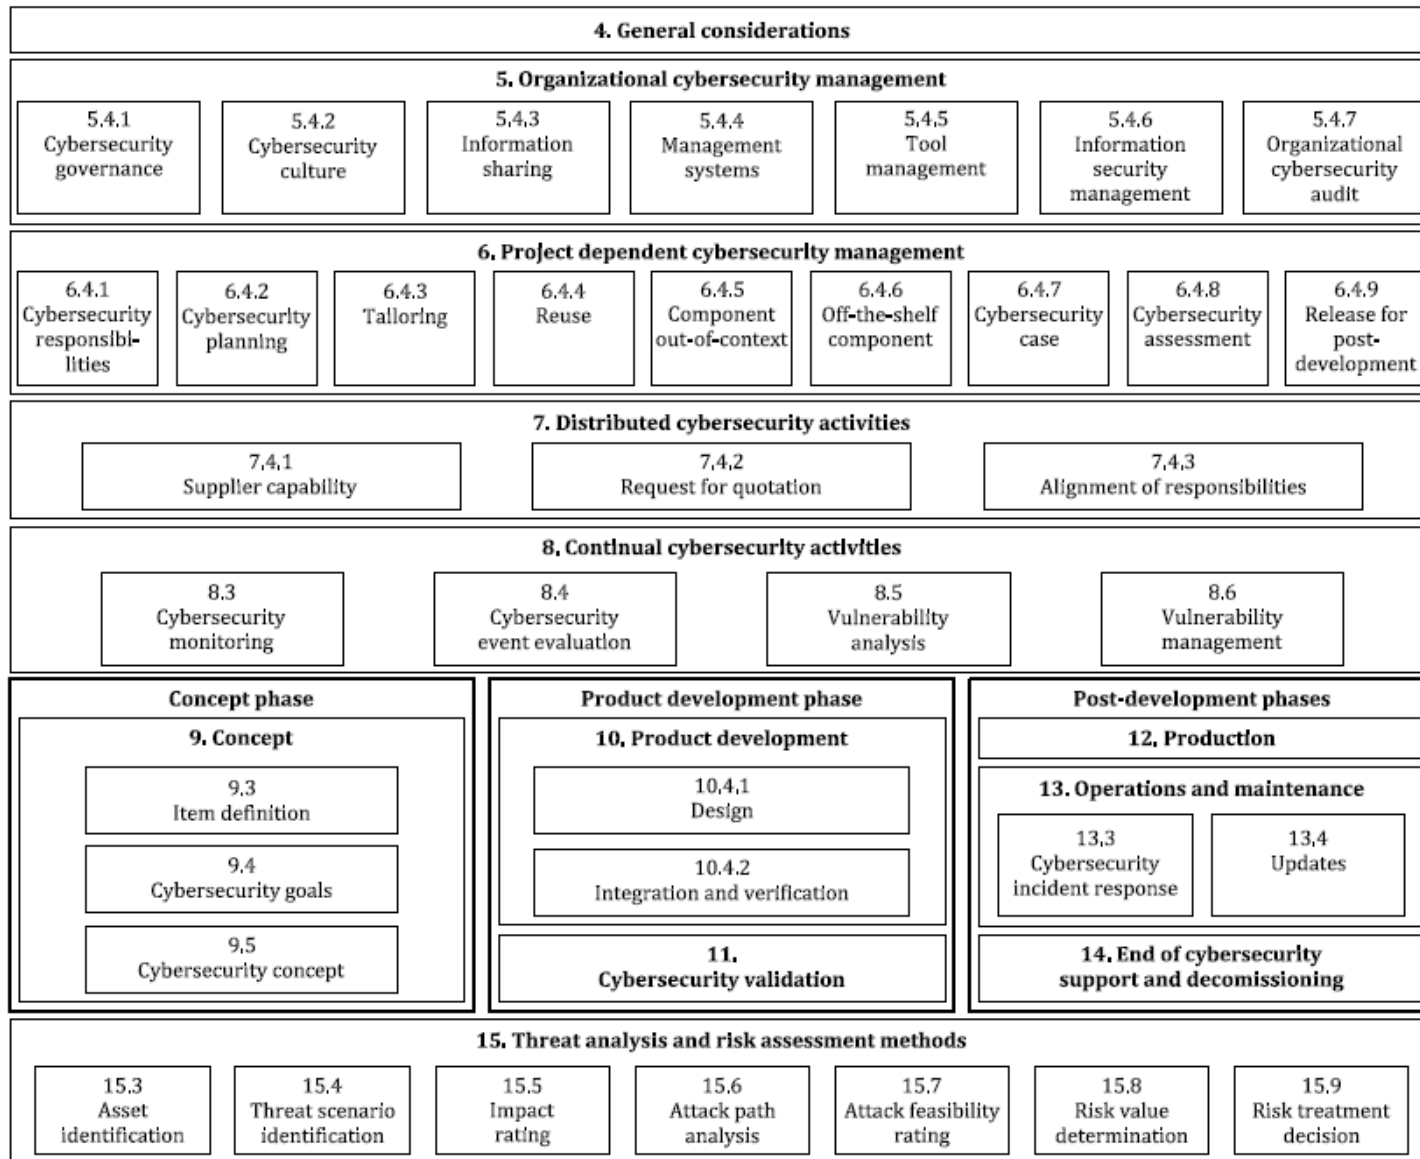 4. General considerations
5. Organizational cybersecurity management
5.4.1
Cybersecurity
governance
5.4.2
Cybersecurity
culture
5.4.3
Information
sharing
5.4.4
Management
systems
5.4.5
Tool
management
5.4.6
Information
security
management
5.4.7
Organizational
cybersecurity
audit
6. Project dependent cybersecurity management
6.4.1
Cybersecurity
responsibi-
lities
6.4.2
Cybersecurity
planning
6.4.3
Tailoring
6.4.4
Reuse
6.4.5
Component
out-of-context
6.4.6
Off-the-shelf
component
6.4.7
Cybersecurity
case
6.4.8
Cybersecurity
assessment
6.4.9
Release for
post-
development
7. Distributed cybersecurity activities
7.4.1
Supplier capability
7.4.2
Request for quotation
7.4.3
Alignment of responsibilities
8. Continual cybersecurity activities
8.3
Cybersecurity
monitoring
8.4
Cybersecurity
event evaluation
8.5
Vulnerability
analysis
8.6
Vulnerability
management
Concept phase
9. Concept
9.3
Item definition
9.4
Cybersecurity goals
9.5
Cybersecurity concept
Product development phase
10. Product development
10.4.1
Design
10.4.2
Integration and verification
11.
Cybersecurity validation
Post-development phases
12. Production
13. Operations and maintenance
13.3
Cybersecurity
incident response
13.4
Updates
14. End of cybersecurity
support and decomissioning
15. Threat analysis and risk assessment methods
15.3
Asset
identification
15.4
Threat scenario
identification
15.5
Impact
rating
15.6
Attack path
analysis
15.7
Attack feasibility
rating
15.8
Risk value
determination
15.9
Risk treatment
decision